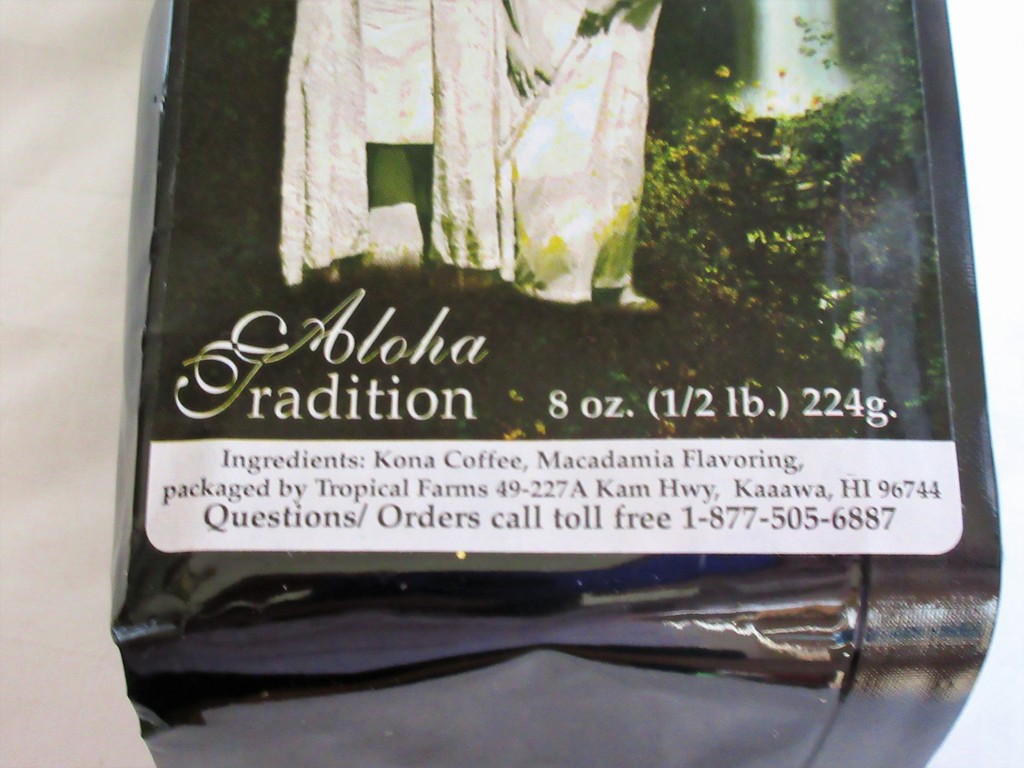 Aloha
Tradition
8 oz. (1/2 lb.) 224g.
Ingredients: Kona Coffee, Macadamia Flavoring,
packaged by Tropical Farms 49-227A Kam Hwy, Kaaawa, HI 96744
Questions/ Orders call toll free 1-877-505-6887